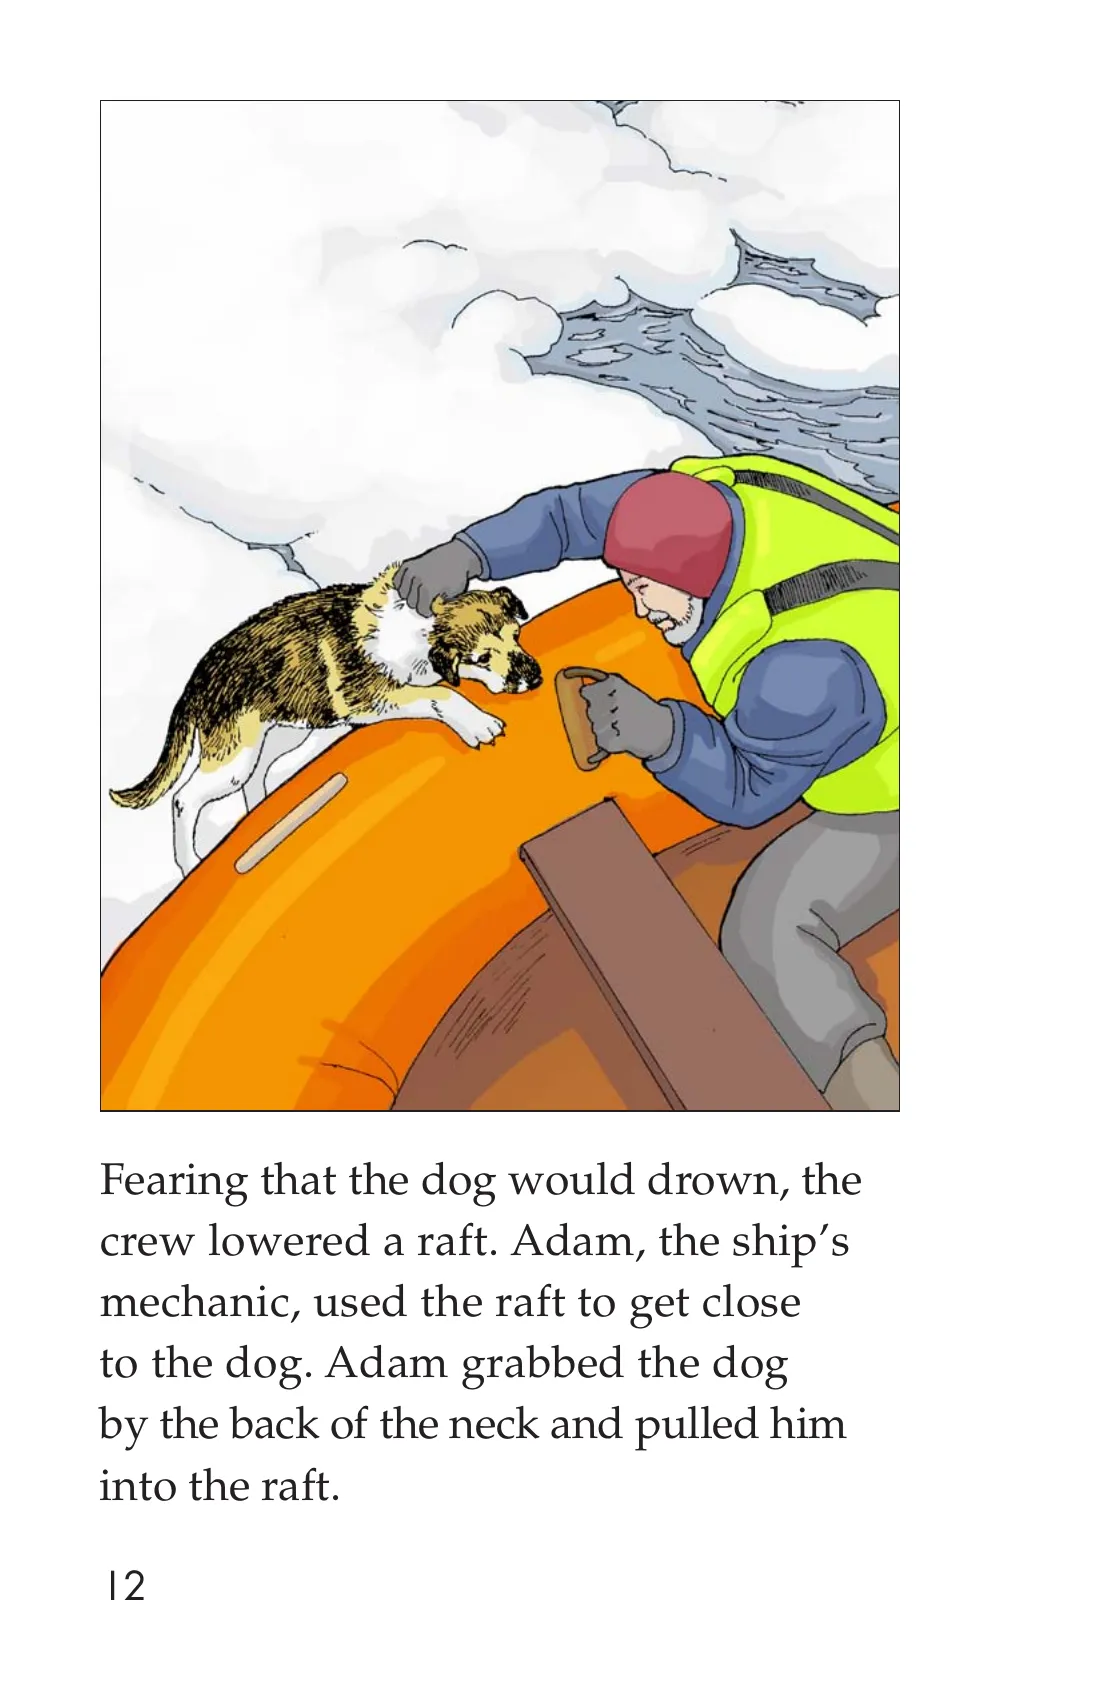 Fearing that the dog would drown, the
crew lowered a raft. Adam, the ship’s
mechanic, used the raft to get close
to the dog. Adam grabbed the dog
by the back of the neck and pulled him
into the raft.
12